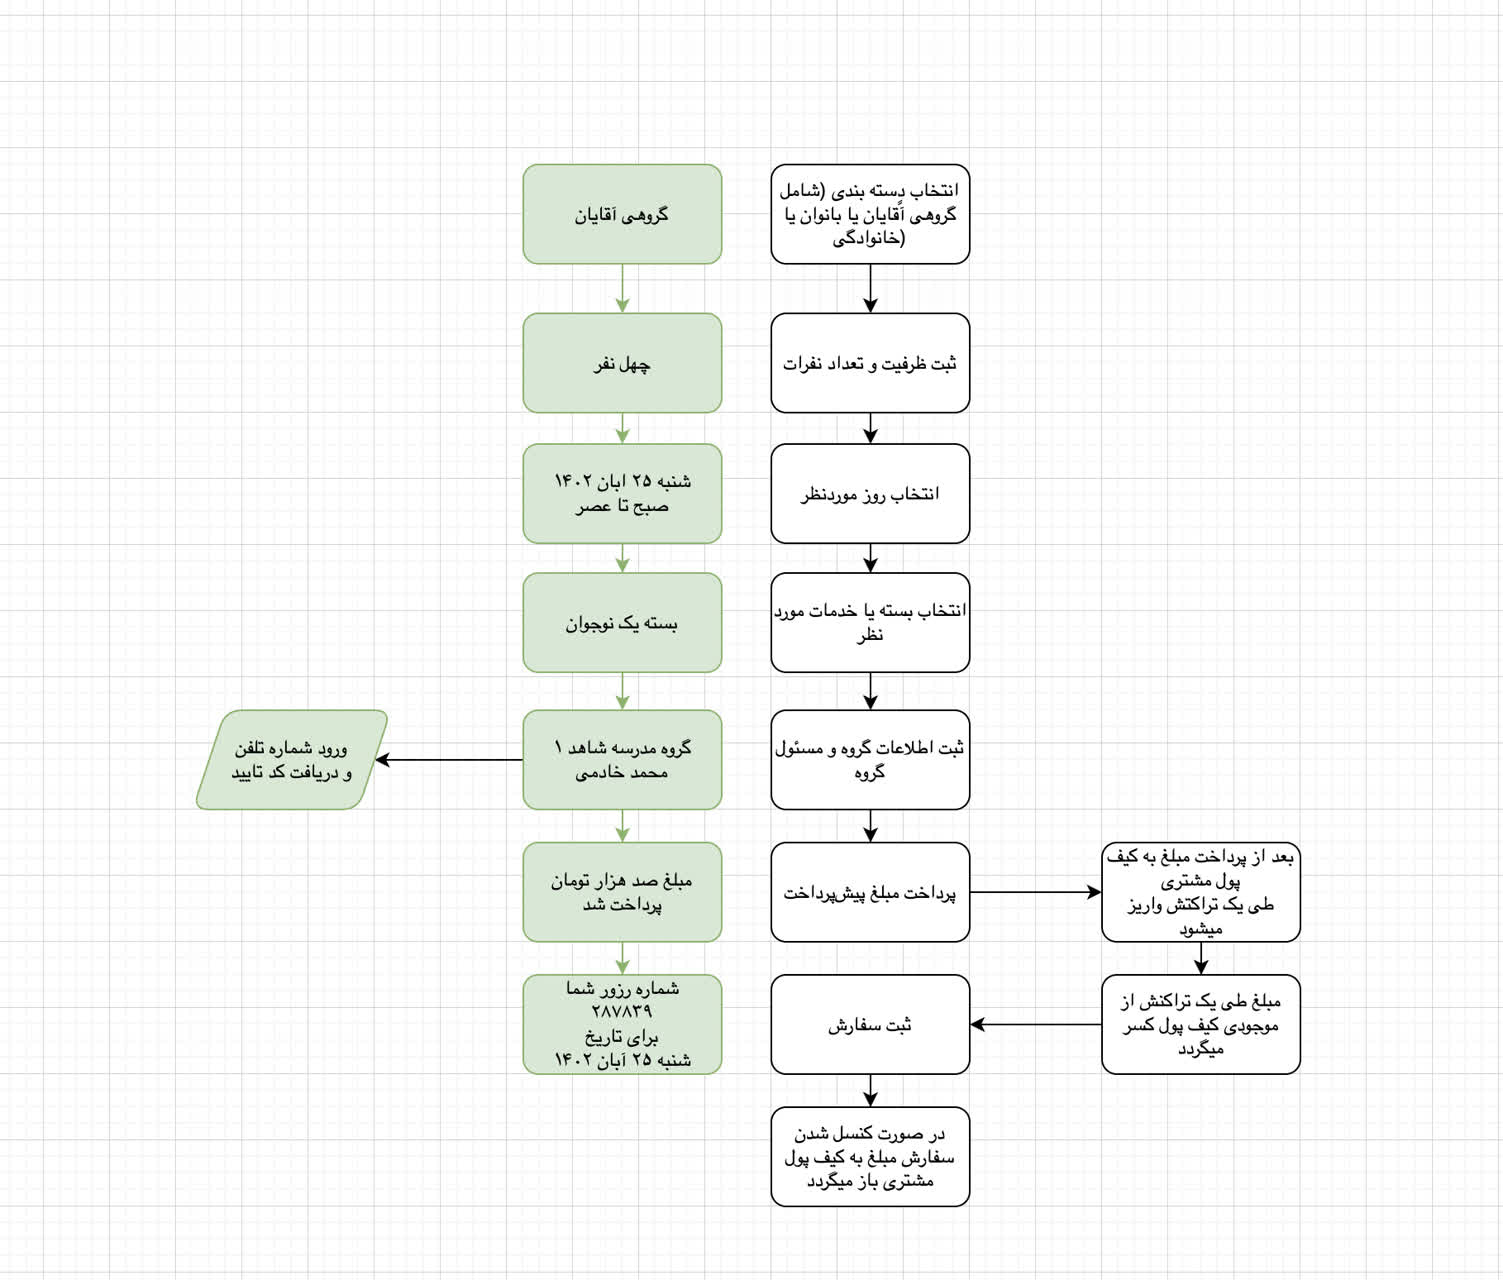 انتخاب دسته بندی (شامل
گروهی آقایان یا بانوان یا
خانوادگی)
ثبت ظرفیت و تعداد نفرات
انتخاب روز موردنظر
انتخاب بسته یا خدمات مورد
نظر
ثبت اطلاعات گروه و مسئول
گروه
پرداخت مبلغ پیش‌پرداخت
بعد از پرداخت مبلغ به کیف
پول مشتری
طی یک تراکتش واریز
میشود
مبلغ طی یک تراکنش از
موجودی کیف پول کسر
میگردد
ثبت سفارش
در صورت کنسل شدن
سفارش مبلغ به کیف پول
مشتری باز میگردد
گروهی آقایان
چهل نفر
شنبه ۲۵ ابان ۱۴۰۲
صبح تا عصر
بسته یک نوجوان
گروه مدرسه شاهد ۱
محمد خادمی
ورود شماره تلفن
و دریافت کد تایید
مبلغ صد هزار تومان
پرداخت شد
شماره رزور شما
۲۸۷۸۳۹
برای تاریخ
شنبه ۲۵ آبان ۱۴۰۲